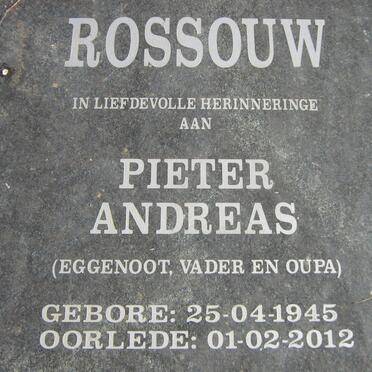 ROSSOUW
IN LIEFDEVOLLE HERINNERINGE
AAN
PIETER
ANDREAS
(EGGENOOT, VADER EN OUPA)
GEBORE: 25-04-1945
OORLEDE: 01-02-2012